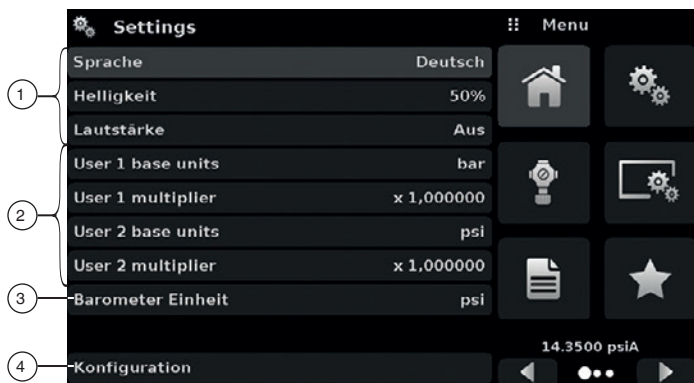 Settings
Menu
1
Sprache Deutsch
Helligkeit 50%
Lautstärke Aus
2
User 1 base units bar
User 1 multiplier x 1,000000
User 2 base units psi
User 2 multiplier x 1,000000
3
Barometer Einheit psi
14.3500 psiA
4
Konfiguration